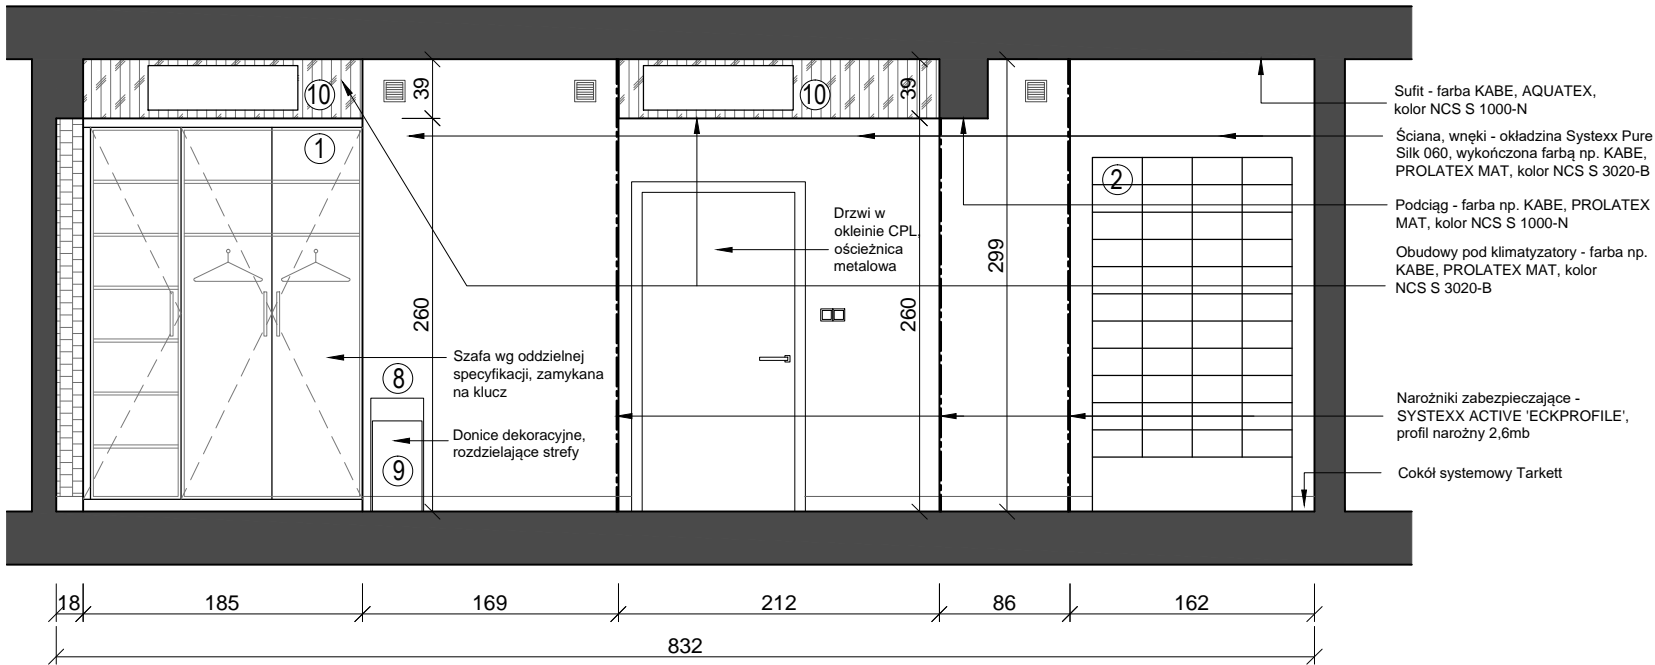 39
39
10
10
1
2
Sufit - farba KABE, AQUATEX,
kolor NCS S 1000-N
Ściana, wnęki - okładzina Systexx Pure
Silk 060, wykończona farbą np. KABE,
PROLATEX MAT, kolor NCS S 3020-B
Podciąg - farba np. KABE, PROLATEX
MAT, kolor NCS S 1000-N
Obudowy pod klimatyzatory - farba np.
KABE, PROLATEX MAT, kolor
NCS S 3020-B
Drzwi w
okleinie CPL,
ościeżnica
metalowa
299
260
260
Szafa wg oddzielnej
specyfikacji, zamykana
na klucz
8
Donice dekoracyjne,
rozdzielające strefy
9
Narożniki zabezpieczające -
SYSTEXX ACTIVE 'ECKPROFILE',
profil narożny 2,6mb
Cokół systemowy Tarkett
18 185 169 212 86 162
832